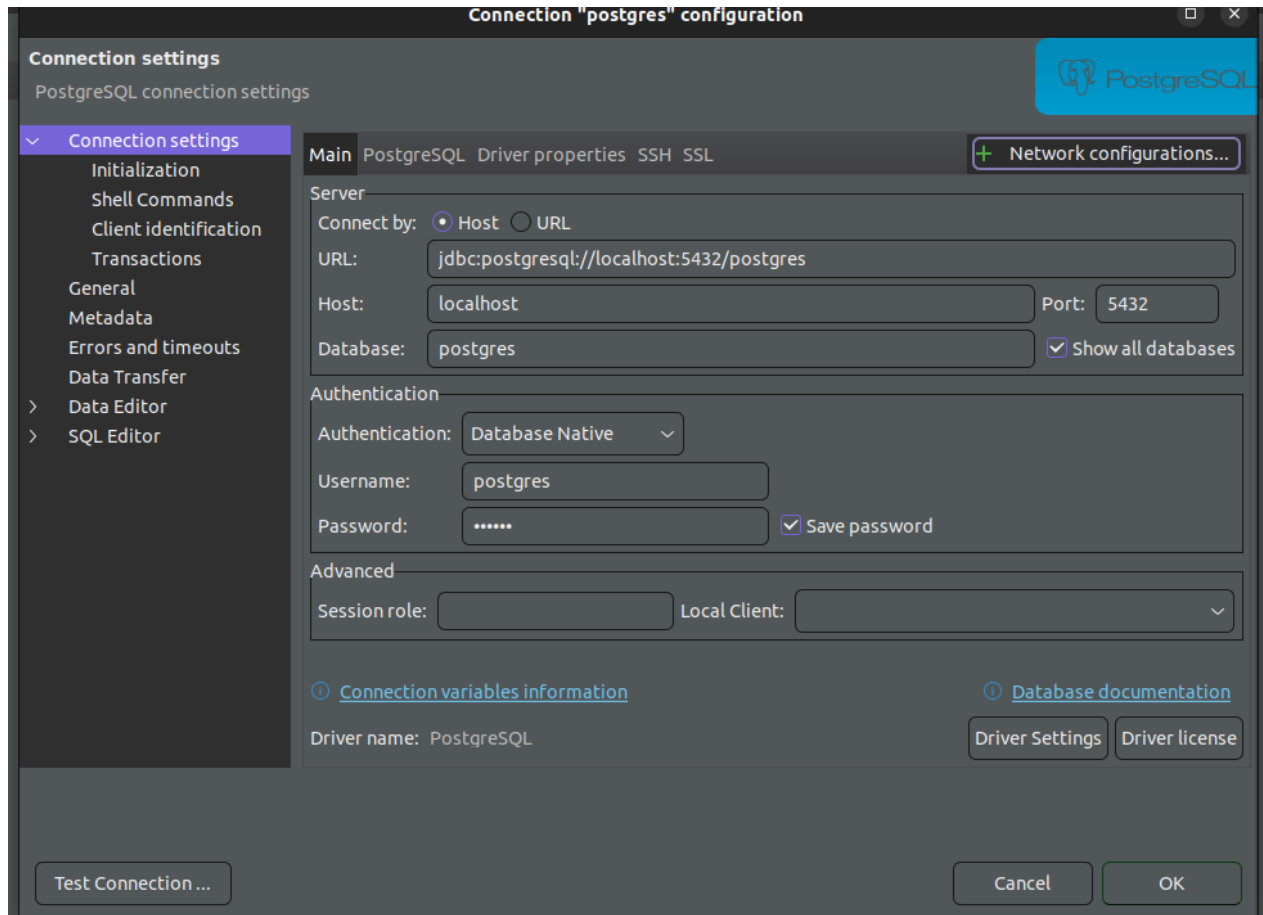 Connection "postgres" configuration
Connection settings
PostgreSQL connection settings
PostgreSQL
Connection settings
Initialization
Shell Commands
Client identification
Transactions
General
Metadata
Errors and timeouts
Data Transfer
Data Editor
SQL Editor
Main PostgreSQL Driver properties SSH SSL
Network configurations...
Server
Connect by: Host URL
URL: jdbc:postgresql://localhost:5432/postgres
Host: localhost Port: 5432
Database: postgres Show all databases
Authentication
Authentication: Database Native
Username: postgres
Password: ••••••  Save password
Advanced
Session role: Local Client:
Connection variables information Database documentation
Driver name: PostgreSQL Driver Settings Driver license
Test Connection ... Cancel OK